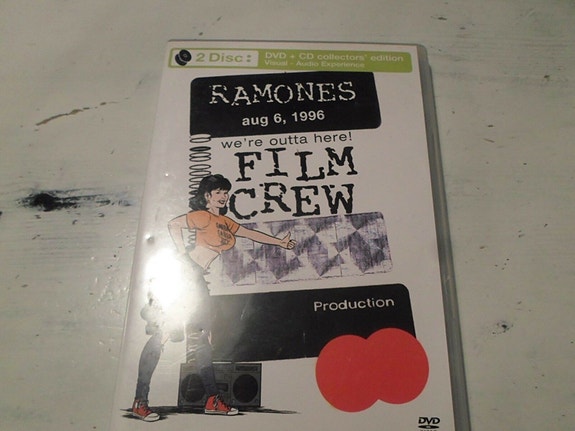 2 Disc:
DVD + CD collectors' edition
Visual - Audio Experience
RAMONES
aug 6, 1996
we're outta here!
FILM
CREW
Production
DVD